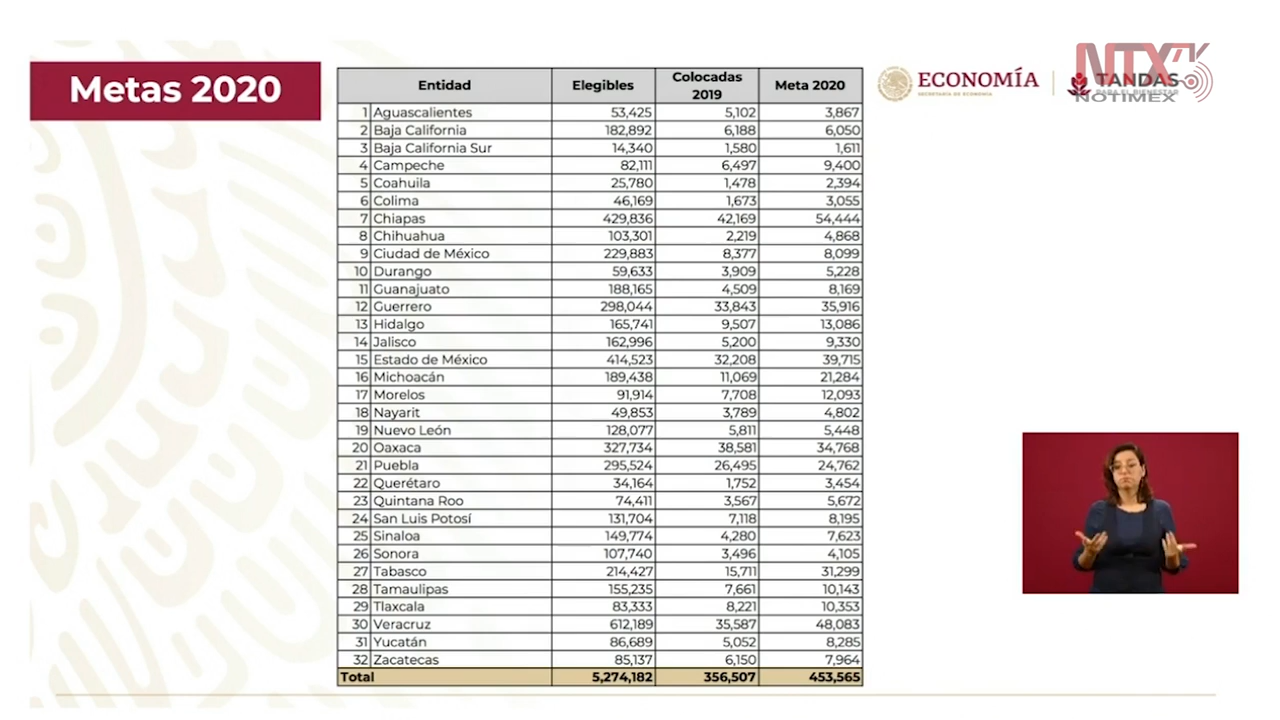 Metas 2020
Entidad Elegibles Colocadas 2019 Meta 2020
1 Aguascalientes 53,425 5,102 3,867
2 Baja California 182,892 6,188 6,050
3 Baja California Sur 14,340 1,580 1,611
4 Campeche 82,111 6,497 9,400
5 Coahuila 25,780 1,478 2,394
6 Colima 46,169 1,673 3,055
7 Chiapas 429,836 42,169 54,444
8 Chihuahua 103,301 2,219 4,868
9 Ciudad de México 229,883 8,377 8,099
10 Durango 59,633 3,909 5,228
11 Guanajuato 188,165 4,509 8,169
12 Guerrero 298,044 33,843 35,916
13 Hidalgo 165,741 9,507 13,086
14 Jalisco 162,996 5,200 9,330
15 Estado de México 414,523 32,208 39,715
16 Michoacán 189,438 11,069 21,284
17 Morelos 91,914 7,708 12,093
18 Nayarit 49,853 3,789 4,802
19 Nuevo León 128,077 5,811 5,448
20 Oaxaca 327,734 38,581 34,768
21 Puebla 295,524 26,495 24,762
22 Querétaro 34,164 1,752 3,454
23 Quintana Roo 74,411 3,567 5,672
24 San Luis Potosí 131,704 7,118 8,195
25 Sinaloa 149,774 4,280 7,623
26 Sonora 107,740 3,496 4,105
27 Tabasco 214,427 15,711 31,299
28 Tamaulipas 155,235 7,661 10,143
29 Tlaxcala 83,333 8,221 10,353
30 Veracruz 612,189 35,587 48,083
31 Yucatán 86,689 5,052 8,285
32 Zacatecas 85,137 6,150 7,964
Total 5,274,182 356,507 453,565
ECONOMÍA
SECRETARÍA DE ECONOMÍA
TANDAS
PARA EL BIENESTAR
NTX TV
NOTIMEX